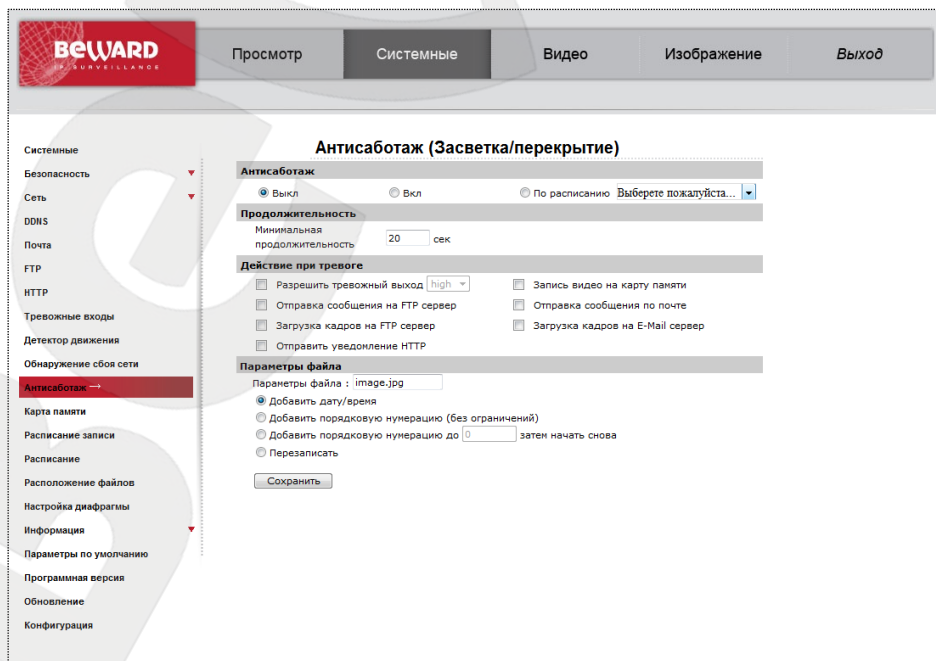 BEWARD
IP SURVEILLANCE
Просмотр
Системные
Видео
Изображение
Выход
Системные
Безопасность
Сеть
DDNS
Почта
FTP
HTTP
Тревожные входы
Детектор движения
Обнаружение сбоя сети
Антисаботаж →
Карта памяти
Расписание записи
Расписание
Расположение файлов
Настройка диафрагмы
Информация
Параметры по умолчанию
Программная версия
Обновление
Конфигурация
Антисаботаж (Засветка/перекрытие)
Антисаботаж
Выкл Вкл По расписанию Выберете пожалуйста...
Продолжительность
Минимальная
продолжительность 20 сек
Действие при тревоге
Разрешить тревожный выход high Запись видео на карту памяти
Отправка сообщения на FTP сервер Отправка сообщения по почте
Загрузка кадров на FTP сервер Загрузка кадров на E-Mail сервер
Отправить уведомление HTTP
Параметры файла
Параметры файла : image.jpg
Добавить дату/время
Добавить порядковую нумерацию (без ограничений)
Добавить порядковую нумерацию до 0 затем начать снова
Перезаписать
Сохранить